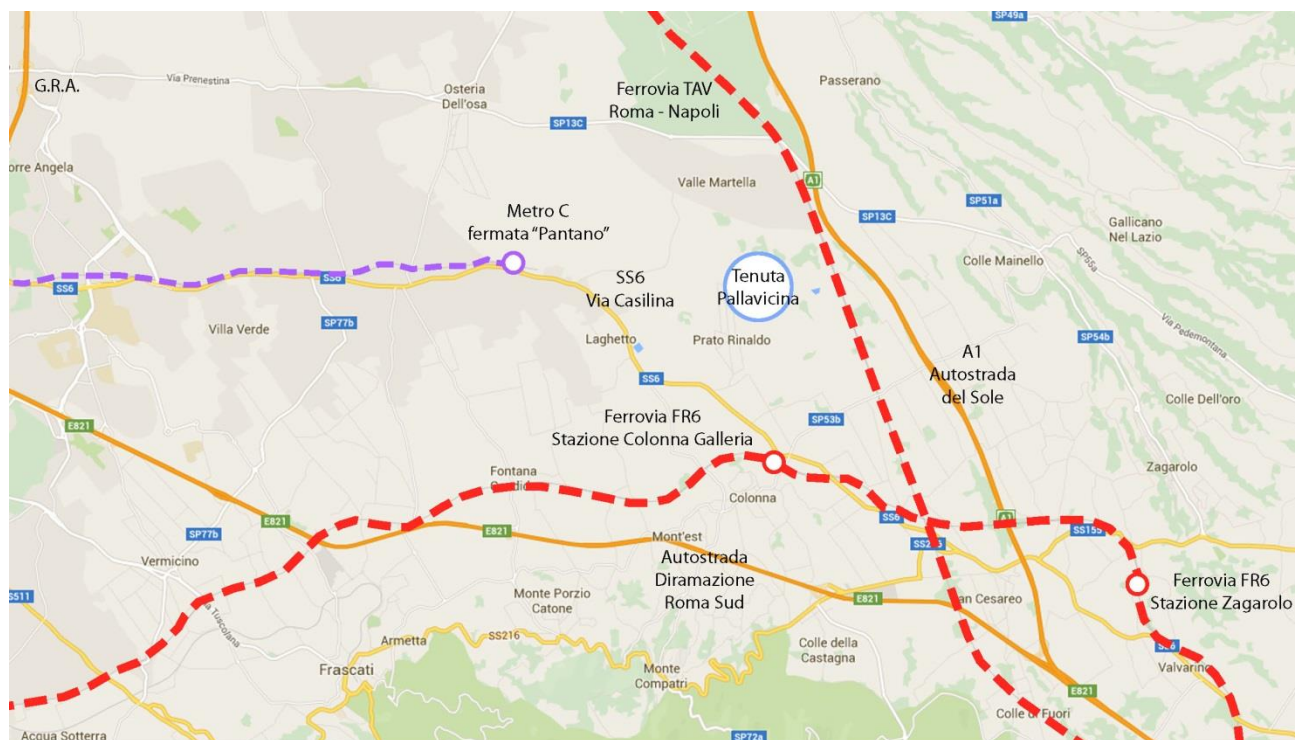 SP49a
G.R.A.
Via Prenestina
Osteria
Dell'osa
Ferrovia TAV
Roma - Napoli
Passerano
SP13C
orre Angela
Valle Martella
A1
SP51a
SP13C
Gallicano
Nel Lazio
Metro C
fermata "Pantano"
Colle Mainello
SP55a
SS6
SS6
SS6
Via Casilina
Tenuta
Pallavicina
Via Pedemontana
Villa Verde
SP77b
Laghetto
Prato Rinaldo
SP54b
SS6
A1
Autostrada
del Sole
Colle Dell'oro
E821
Ferrovia FR6
Stazione Colonna Galleria
SP53b
Fontana
Zagarolo
Colonna
E821
E821
SS6
A1
SS155
SP77b
Mont'est
Vermicino
Autostrada
Diramazione
Roma Sud
Ferrovia FR6
Stazione Zagarolo
SS11
Monte Porzio
Catone
E821
an Cesareo
Tuscolana
Armetta
SS216
Colle della
Castagna
Frascati
Monte
Compatri
Valvarino
E821
Colle di Fuori
Acqua Sotterra
SP72a